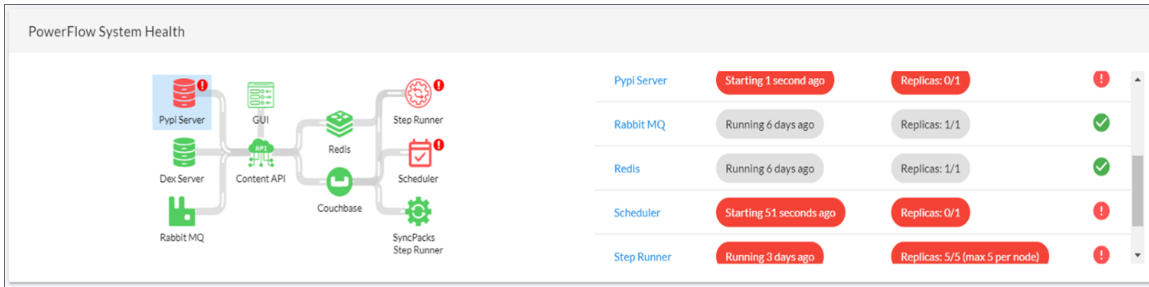 PowerFlow System Health
Pypi Server
GUI
Step Runner
Redis
API
Dex Server
Content API
Scheduler
Couchbase
Rabbit MQ
SyncPacks
Step Runner
Pypi Server Starting 1 second ago Replicas: 0/1
Rabbit MQ Running 6 days ago Replicas: 1/1
Redis Running 6 days ago Replicas: 1/1
Scheduler Starting 51 seconds ago Replicas: 0/1
Step Runner Running 3 days ago Replicas: 5/5 (max 5 per node)